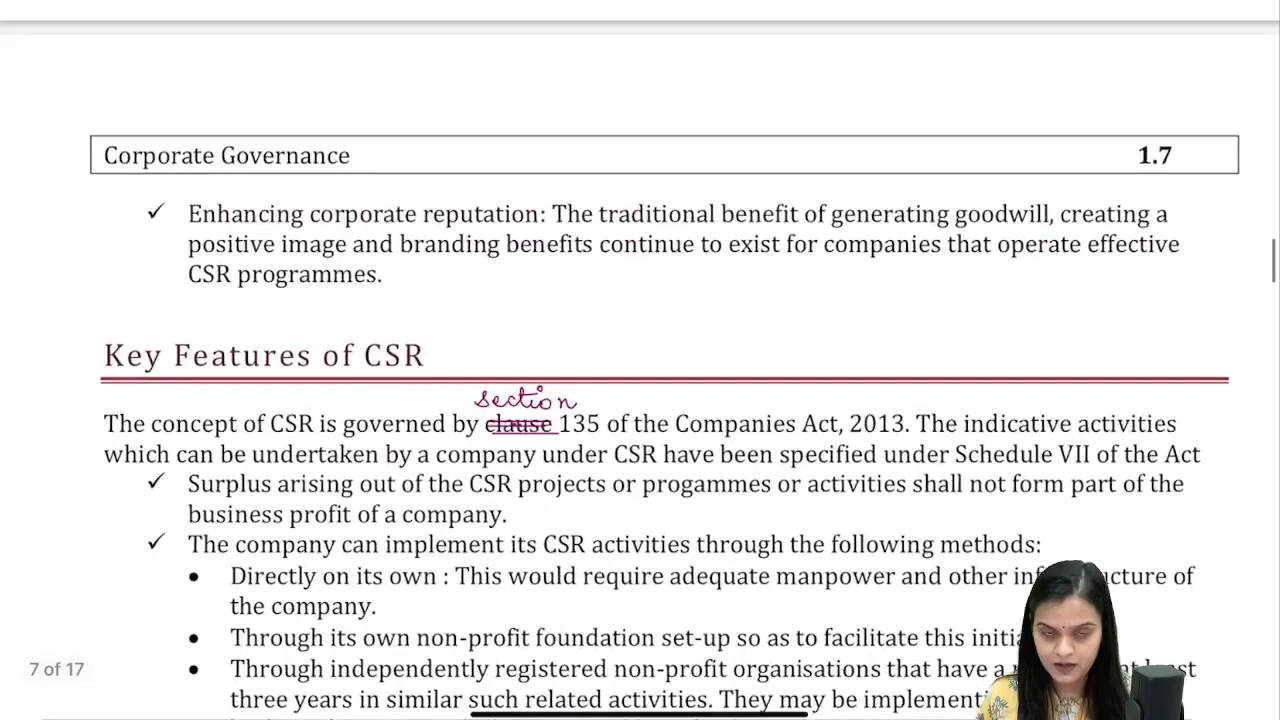 Corporate Governance 1.7
✓ Enhancing corporate reputation: The traditional benefit of generating goodwill, creating a
positive image and branding benefits continue to exist for companies that operate effective
CSR programmes.
Key Features of CSR
section
The concept of CSR is governed by clause 135 of the Companies Act, 2013. The indicative activities
which can be undertaken by a company under CSR have been specified under Schedule VII of the Act
✓ Surplus arising out of the CSR projects or progammes or activities shall not form part of the
business profit of a company.
✓ The company can implement its CSR activities through the following methods:
• Directly on its own : This would require adequate manpower and other of
the company.
• Through its own non-profit foundation set-up so as to facilitate this
• Through independently registered non-profit organisations that have a
three years in similar such related activities. They may be
7 of 17